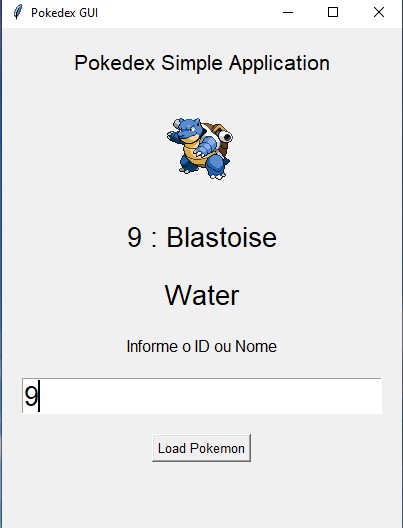 Pokedex GUI
Pokedex Simple Application
9 : Blastoise
Water
Informe o ID ou Nome
9
Load Pokemon